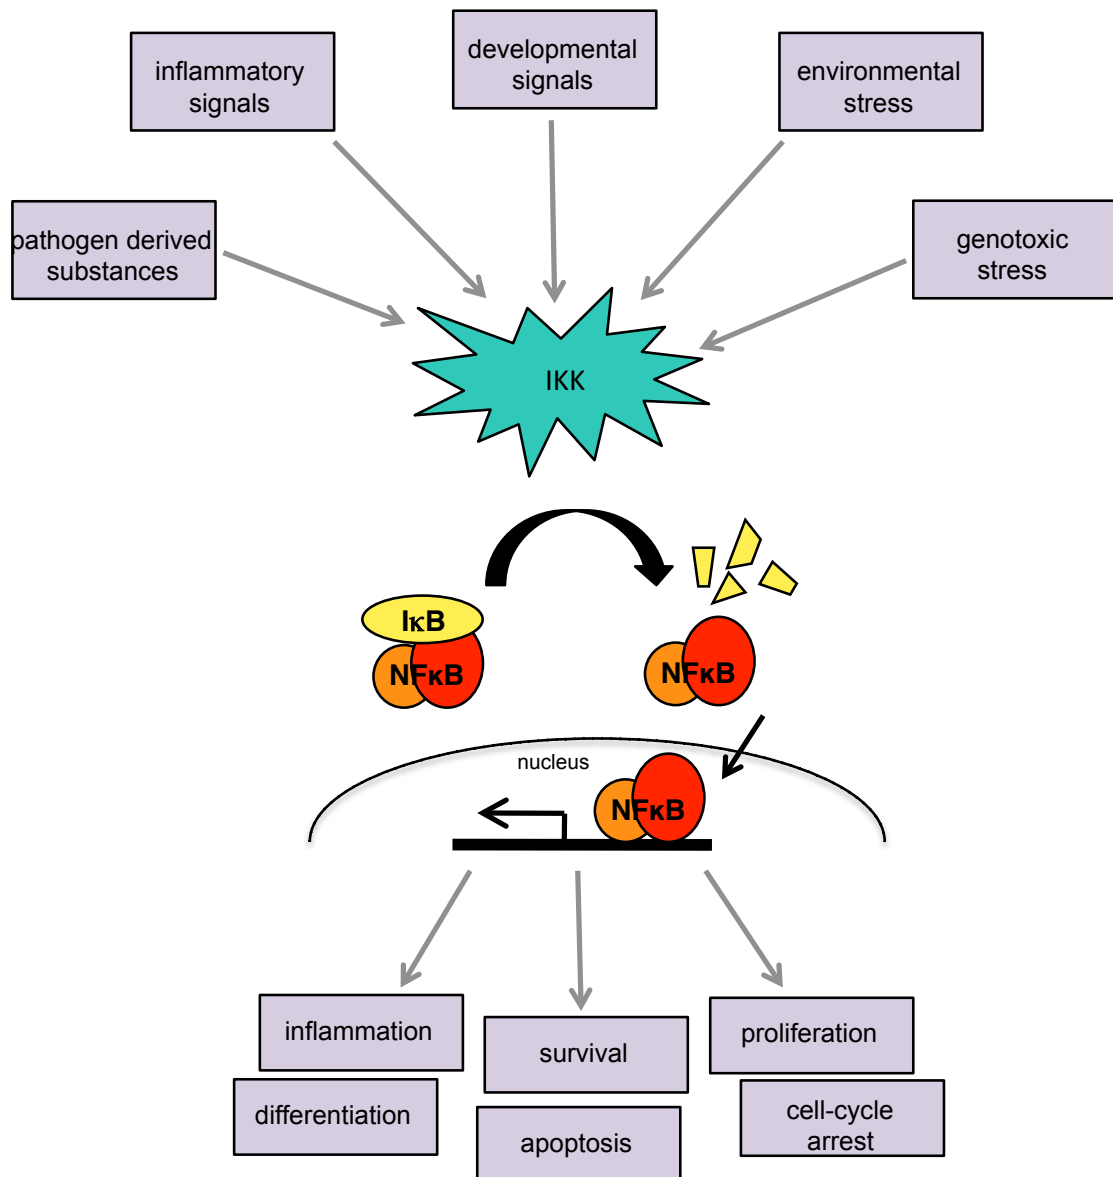 developmental
signals
inflammatory
signals
environmental
stress
pathogen derived
substances
genotoxic
stress
IKK
IκB
NFκB
NFκB
nucleus
NFκB
inflammation
survival
proliferation
differentiation
apoptosis
cell-cycle
arrest